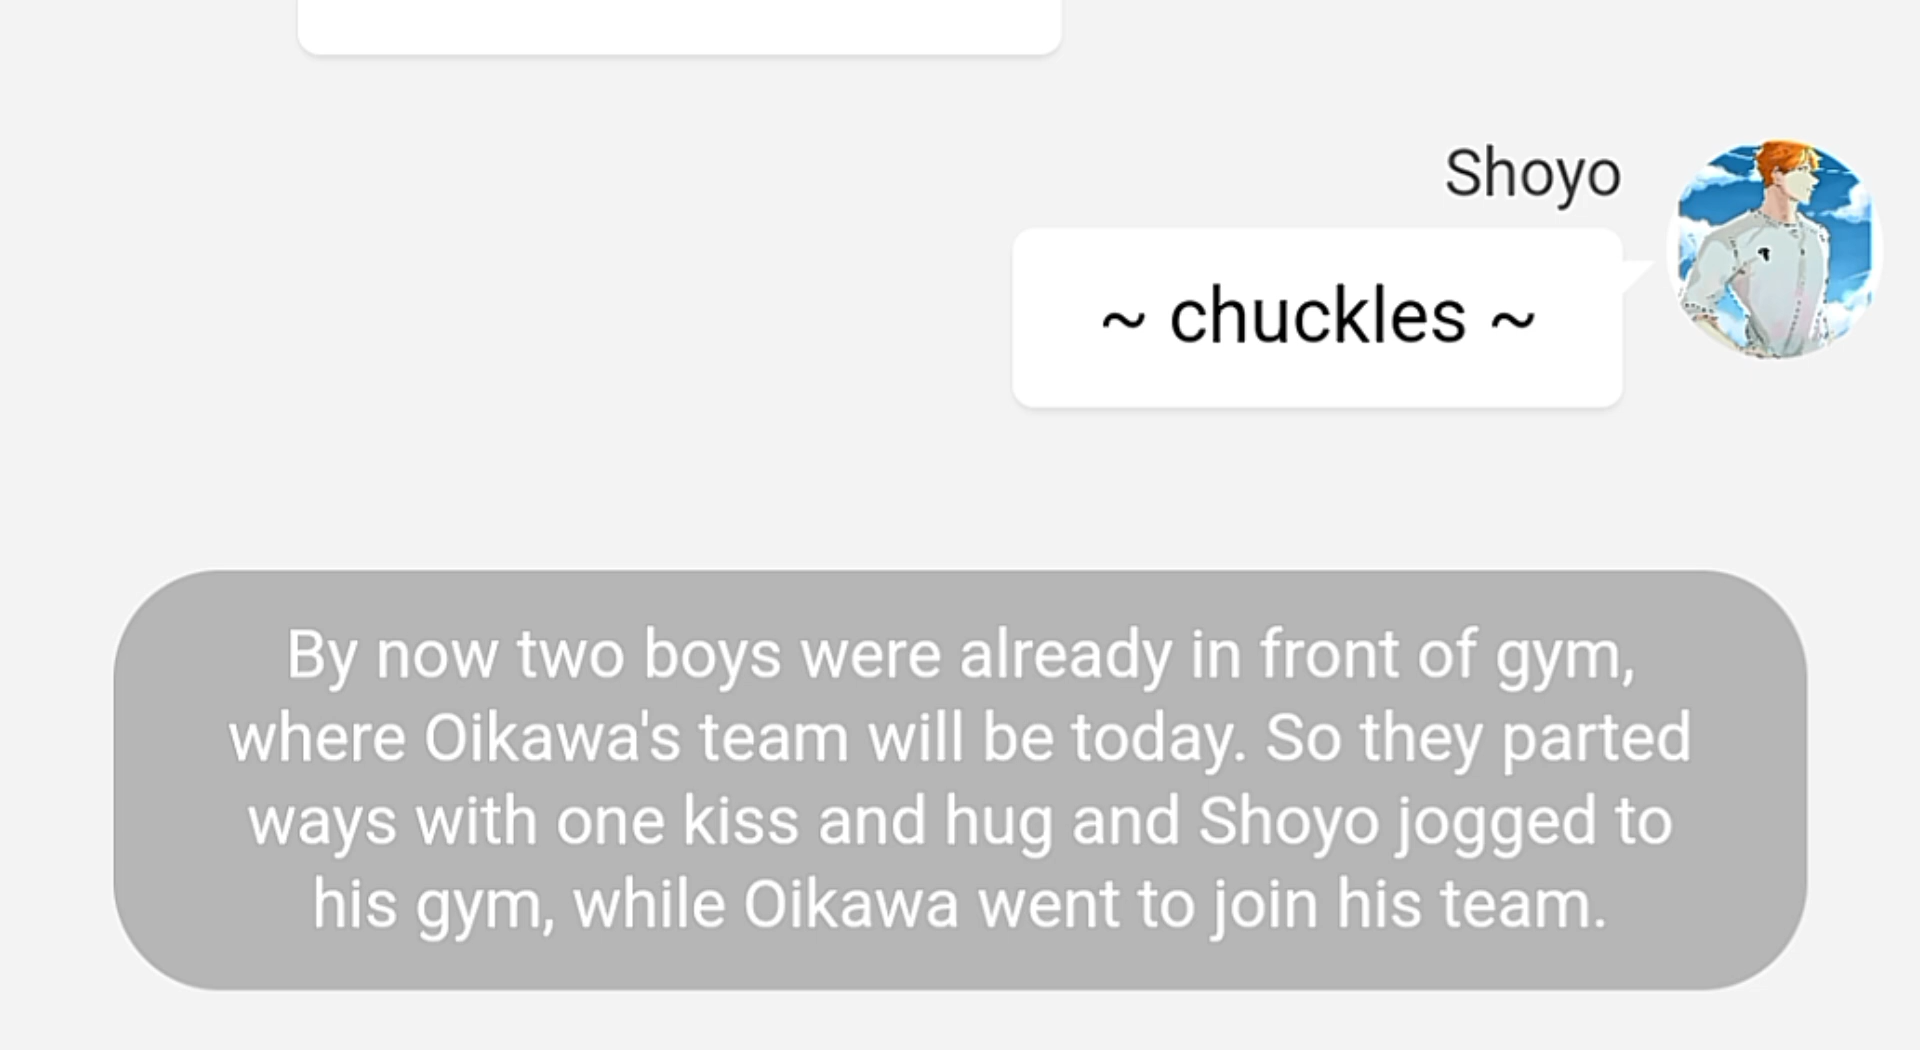 Shoyo
~ chuckles ~
By now two boys were already in front of gym,
where Oikawa's team will be today. So they parted
ways with one kiss and hug and Shoyo jogged to
his gym, while Oikawa went to join his team.